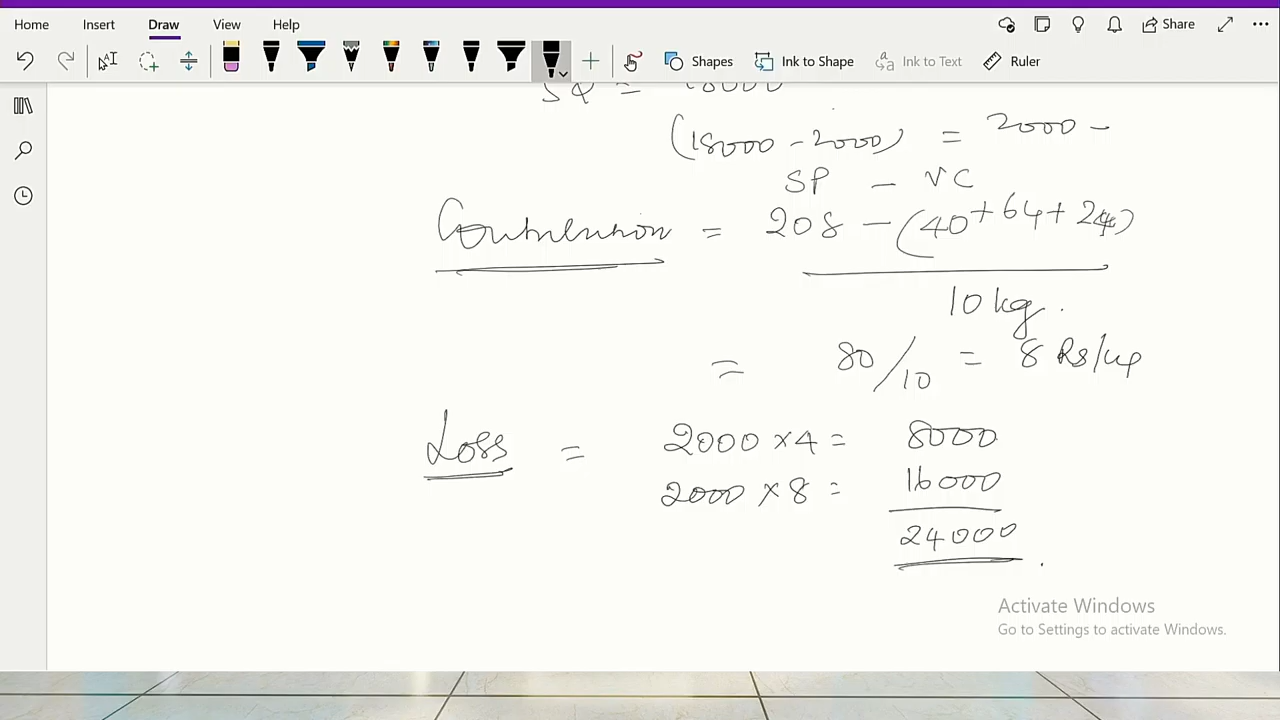 Home Insert Draw View Help Share
Shapes Ink to Shape Ink to Text Ruler
SQ = 18000
(18000 - 2000) = 2000 -
SP - VC
Contribution = 208 - (40 + 64 + 24)
10 kg.
= 80/10 = 8 Rs/kg
Loss = 2000 x 4 = 8000
2000 x 8 = 16000
24000
Activate Windows
Go to Settings to activate Windows.